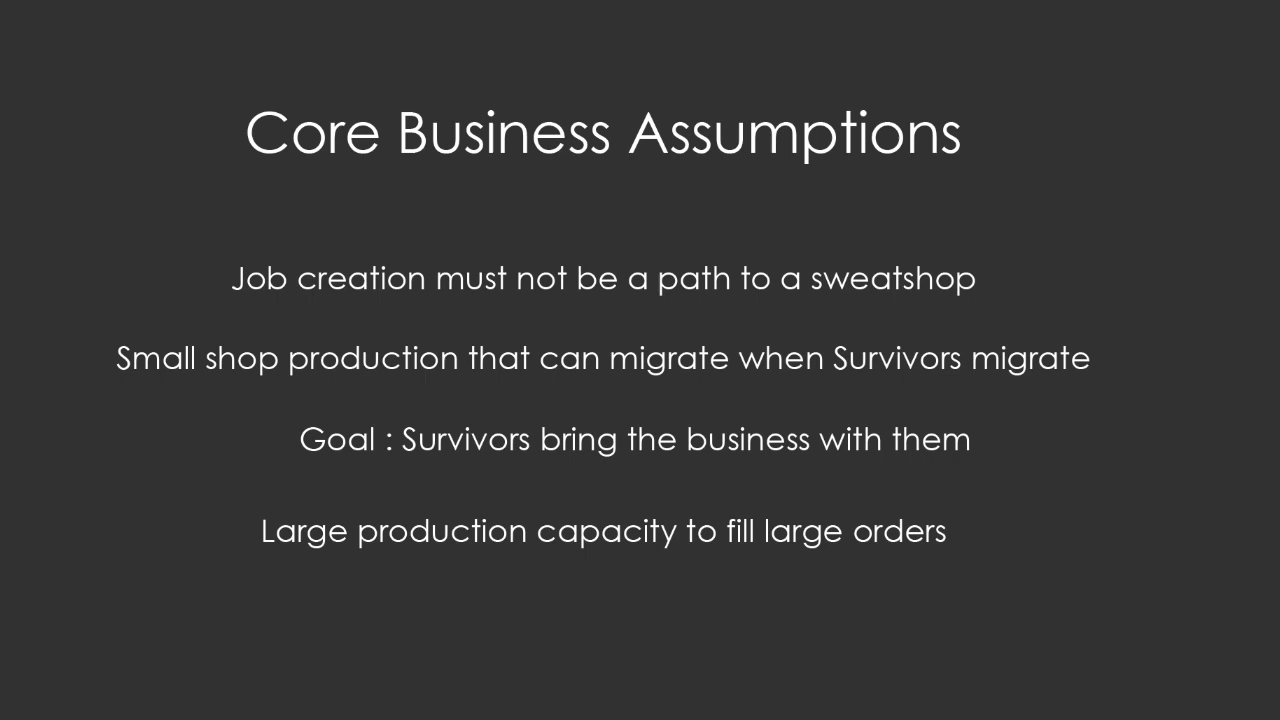 Core Business Assumptions
Job creation must not be a path to a sweatshop
Small shop production that can migrate when Survivors migrate
Goal : Survivors bring the business with them
Large production capacity to fill large orders